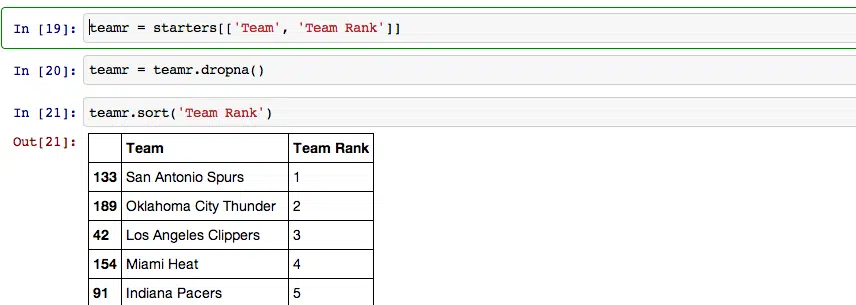 In [19]: teamr = starters[['Team', 'Team Rank']]
In [20]: teamr = teamr.dropna()
In [21]: teamr.sort('Team Rank')
Out[21]:
Team Team Rank
133 San Antonio Spurs 1
189 Oklahoma City Thunder 2
42 Los Angeles Clippers 3
154 Miami Heat 4
91 Indiana Pacers 5